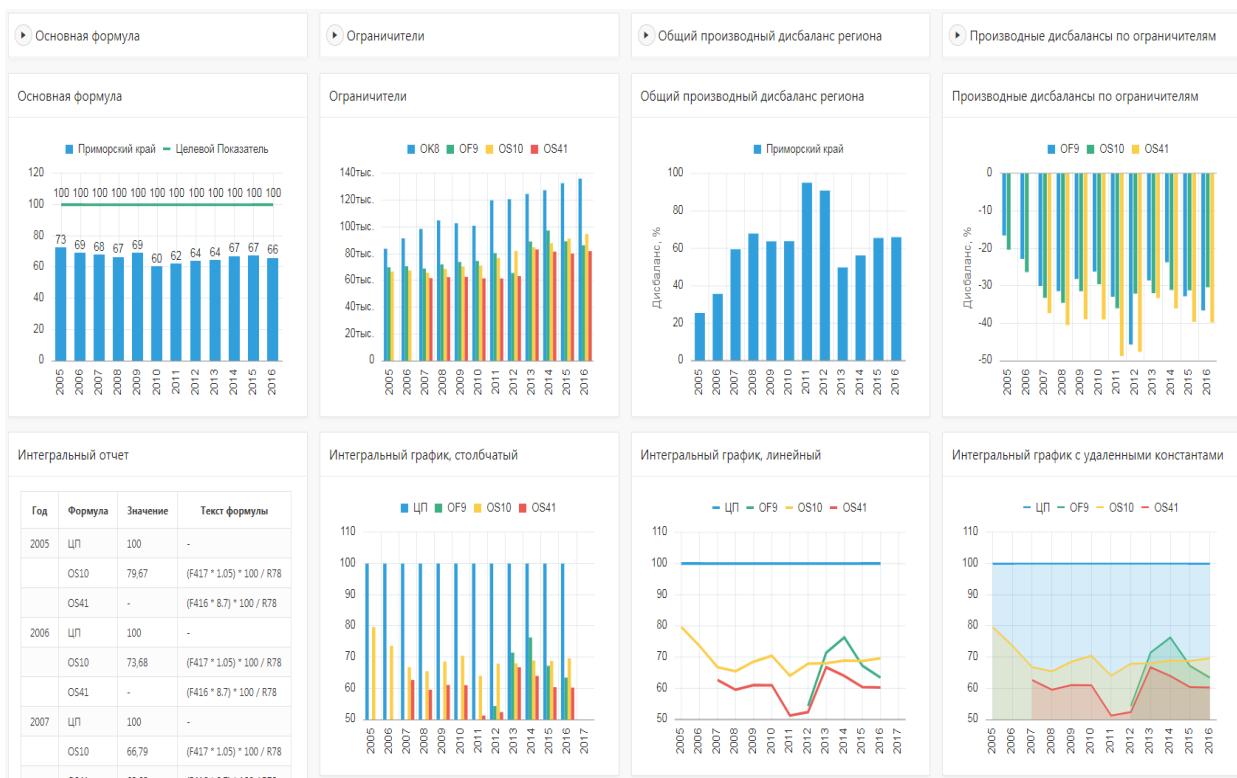 Основная формула
Ограничители
Общий производный дисбаланс региона
Производные дисбалансы по ограничителям
Основная формула
Приморский край Целевой Показатель
120
100
80
60
40
20
0
100 100 100 100 100 100 100 100 100 100 100 100
73 69 68 67 69 60 62 64 64 67 67 66
2005 2006 2007 2008 2009 2010 2011 2012 2013 2014 2015 2016
Ограничители
OK8 OF9 OS10 OS41
140тыс.
120тыс.
100тыс.
80тыс.
60тыс.
40тыс.
20тыс.
0
2005 2006 2007 2008 2009 2010 2011 2012 2013 2014 2015 2016
Общий производный дисбаланс региона
Приморский край
Дисбаланс, %
100
80
60
40
20
0
2005 2006 2007 2008 2009 2010 2011 2012 2013 2014 2015 2016
Производные дисбалансы по ограничителям
OF9 OS10 OS41
Дисбаланс, %
0
-10
-20
-30
-40
-50
2005 2006 2007 2008 2009 2010 2011 2012 2013 2014 2015 2016
Интегральный отчет
Год Формула Значение Текст формулы
2005 ЦП 100 -
OS10 79,67 (F417 * 1.05) * 100 / R78
OS41 - (F416 * 8.7) * 100 / R78
2006 ЦП 100 -
OS10 73,68 (F417 * 1.05) * 100 / R78
OS41 - (F416 * 8.7) * 100 / R78
2007 ЦП 100 -
OS10 66,79 (F417 * 1.05) * 100 / R78
Интегральный график, столбчатый
ЦП OF9 OS10 OS41
110
100
90
80
70
60
50
2005 2006 2007 2008 2009 2010 2011 2012 2013 2014 2015 2016 2017
Интегральный график, линейный
ЦП OF9 OS10 OS41
110
100
90
80
70
60
50
2005 2006 2007 2008 2009 2010 2011 2012 2013 2014 2015 2016 2017
Интегральный график с удаленными константами
ЦП OF9 OS10 OS41
110
100
90
80
70
60
50
2005 2006 2007 2008 2009 2010 2011 2012 2013 2014 2015 2016